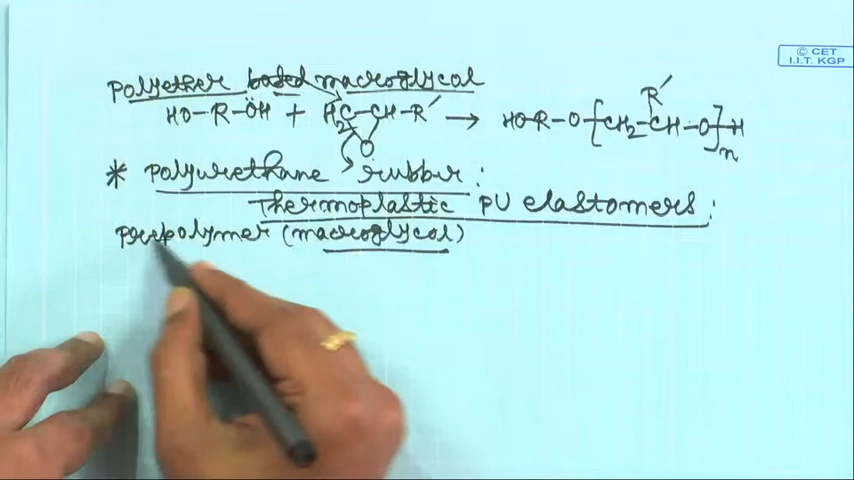 © CET
I.I.T. KGP
polyether based macroglycol
HO-R-ÖH + H₂C-CH-R′ → HO-R-O-[CH₂-CH-O]ₙH
O
R′
* polyurethane rubber:
Thermoplastic PU elastomers:
prepolymer (macroglycol)